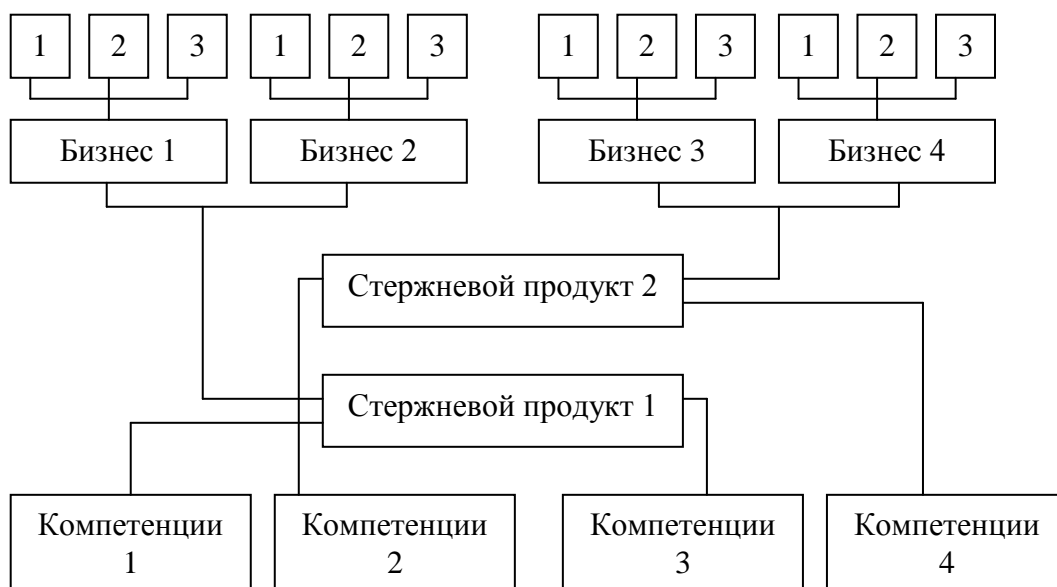 1 2 3 1 2 3 1 2 3 1 2 3
Бизнес 1 Бизнес 2 Бизнес 3 Бизнес 4
Стержневой продукт 2
Стержневой продукт 1
Компетенции Компетенции Компетенции Компетенции
1 2 3 4